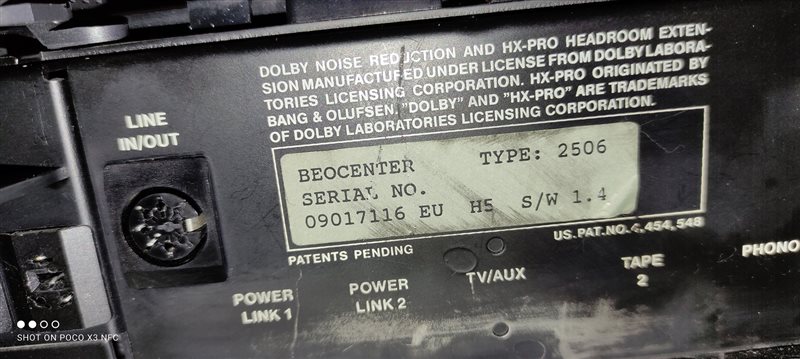 DOLBY NOISE REDUCTION AND HX-PRO HEADROOM EXTEN-
SION MANUFACTURED UNDER LICENSE FROM DOLBY LABORA-
TORIES LICENSING CORPORATION. HX-PRO ORIGINATED BY
BANG & OLUFSEN. "DOLBY" AND "HX-PRO" ARE TRADEMARKS
OF DOLBY LABORATORIES LICENSING CORPORATION.
LINE
IN/OUT
BEOCENTER TYPE: 2506
SERIAL NO.
09017116 EU H5 S/W 1.4
PATENTS PENDING
US. PAT. NO. 4,454,548
POWER
LINK 1
POWER
LINK 2
TV/AUX
TAPE
2
PHONO
SHOT ON POCO X3 NFC